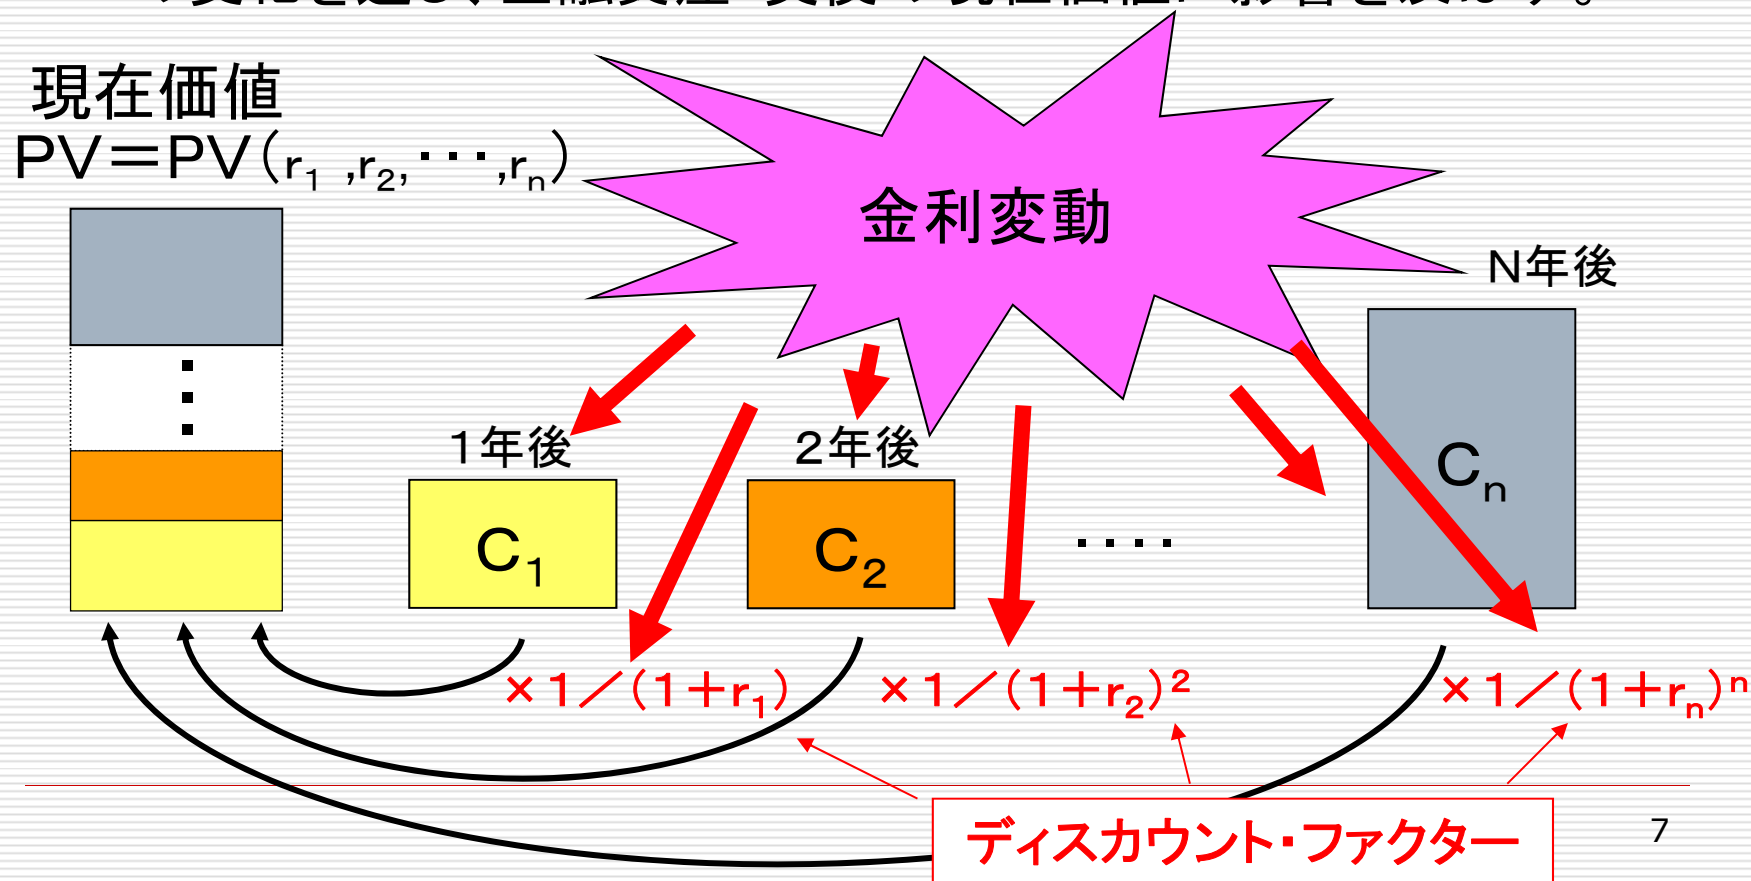 現在価値
PV=PV(r₁ ,r₂, ･･･ ,rₙ)
金利変動
N年後
1年後
2年後
C₁
C₂
････
Cₙ
×1/(1+r₁)
×1/(1+r₂)²
×1/(1+rₙ)ⁿ
ディスカウント・ファクター
7